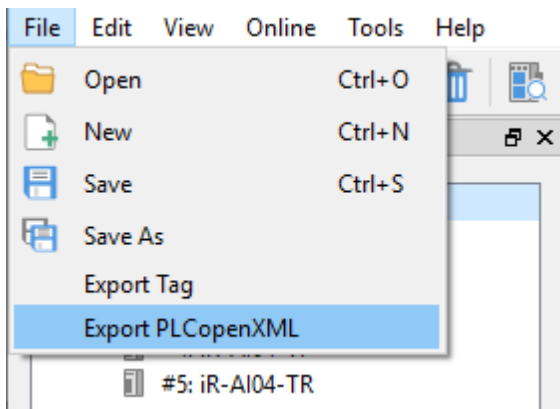 File Edit View Online Tools Help
Open Ctrl+O
New Ctrl+N
Save Ctrl+S
Save As
Export Tag
Export PLCopenXML
#5: iR-AI04-TR